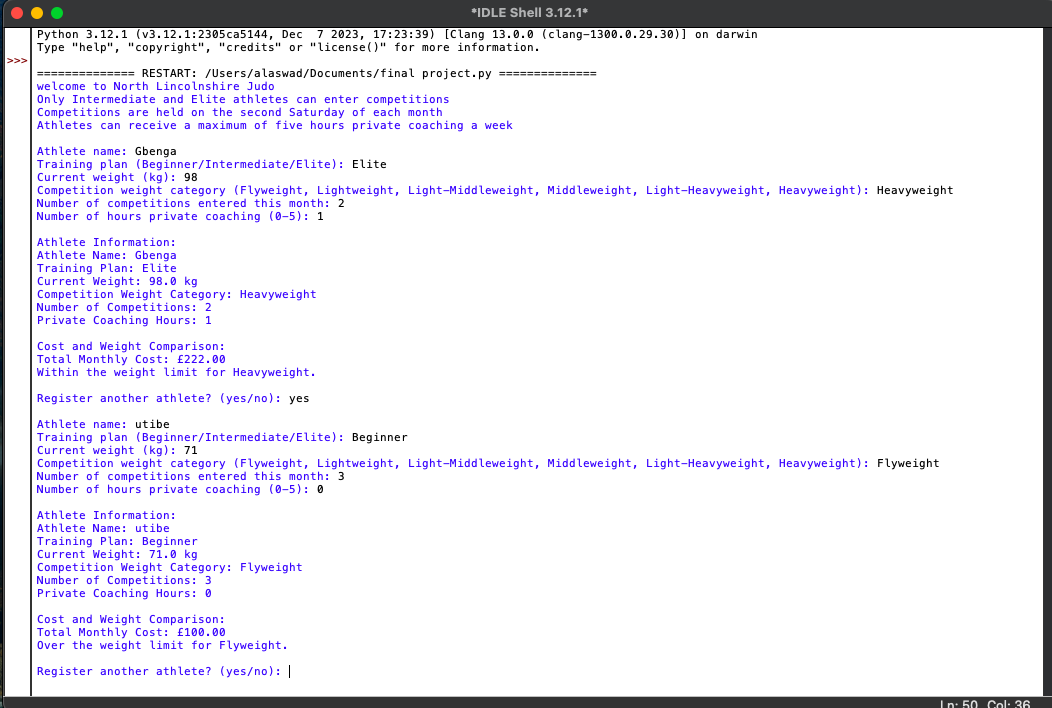 *IDLE Shell 3.12.1*
Python 3.12.1 (v3.12.1:2305ca5144, Dec  7 2023, 17:23:39) [Clang 13.0.0 (clang-1300.0.29.30)] on darwin
Type "help", "copyright", "credits" or "license()" for more information.
>>>
============== RESTART: /Users/alaswad/Documents/final project.py ==============
welcome to North Lincolnshire Judo
Only Intermediate and Elite athletes can enter competitions
Competitions are held on the second Saturday of each month
Athletes can receive a maximum of five hours private coaching a week
Athlete name: Gbenga
Training plan (Beginner/Intermediate/Elite): Elite
Current weight (kg): 98
Competition weight category (Flyweight, Lightweight, Light-Middleweight, Middleweight, Light-Heavyweight, Heavyweight): Heavyweight
Number of competitions entered this month: 2
Number of hours private coaching (0-5): 1
Athlete Information:
Athlete Name: Gbenga
Training Plan: Elite
Current Weight: 98.0 kg
Competition Weight Category: Heavyweight
Number of Competitions: 2
Private Coaching Hours: 1
Cost and Weight Comparison:
Total Monthly Cost: £222.00
Within the weight limit for Heavyweight.
Register another athlete? (yes/no): yes
Athlete name: utibe
Training plan (Beginner/Intermediate/Elite): Beginner
Current weight (kg): 71
Competition weight category (Flyweight, Lightweight, Light-Middleweight, Middleweight, Light-Heavyweight, Heavyweight): Flyweight
Number of competitions entered this month: 3
Number of hours private coaching (0-5): 0
Athlete Information:
Athlete Name: utibe
Training Plan: Beginner
Current Weight: 71.0 kg
Competition Weight Category: Flyweight
Number of Competitions: 3
Private Coaching Hours: 0
Cost and Weight Comparison:
Total Monthly Cost: £100.00
Over the weight limit for Flyweight.
Register another athlete? (yes/no):
Ln: 50 Col: 36